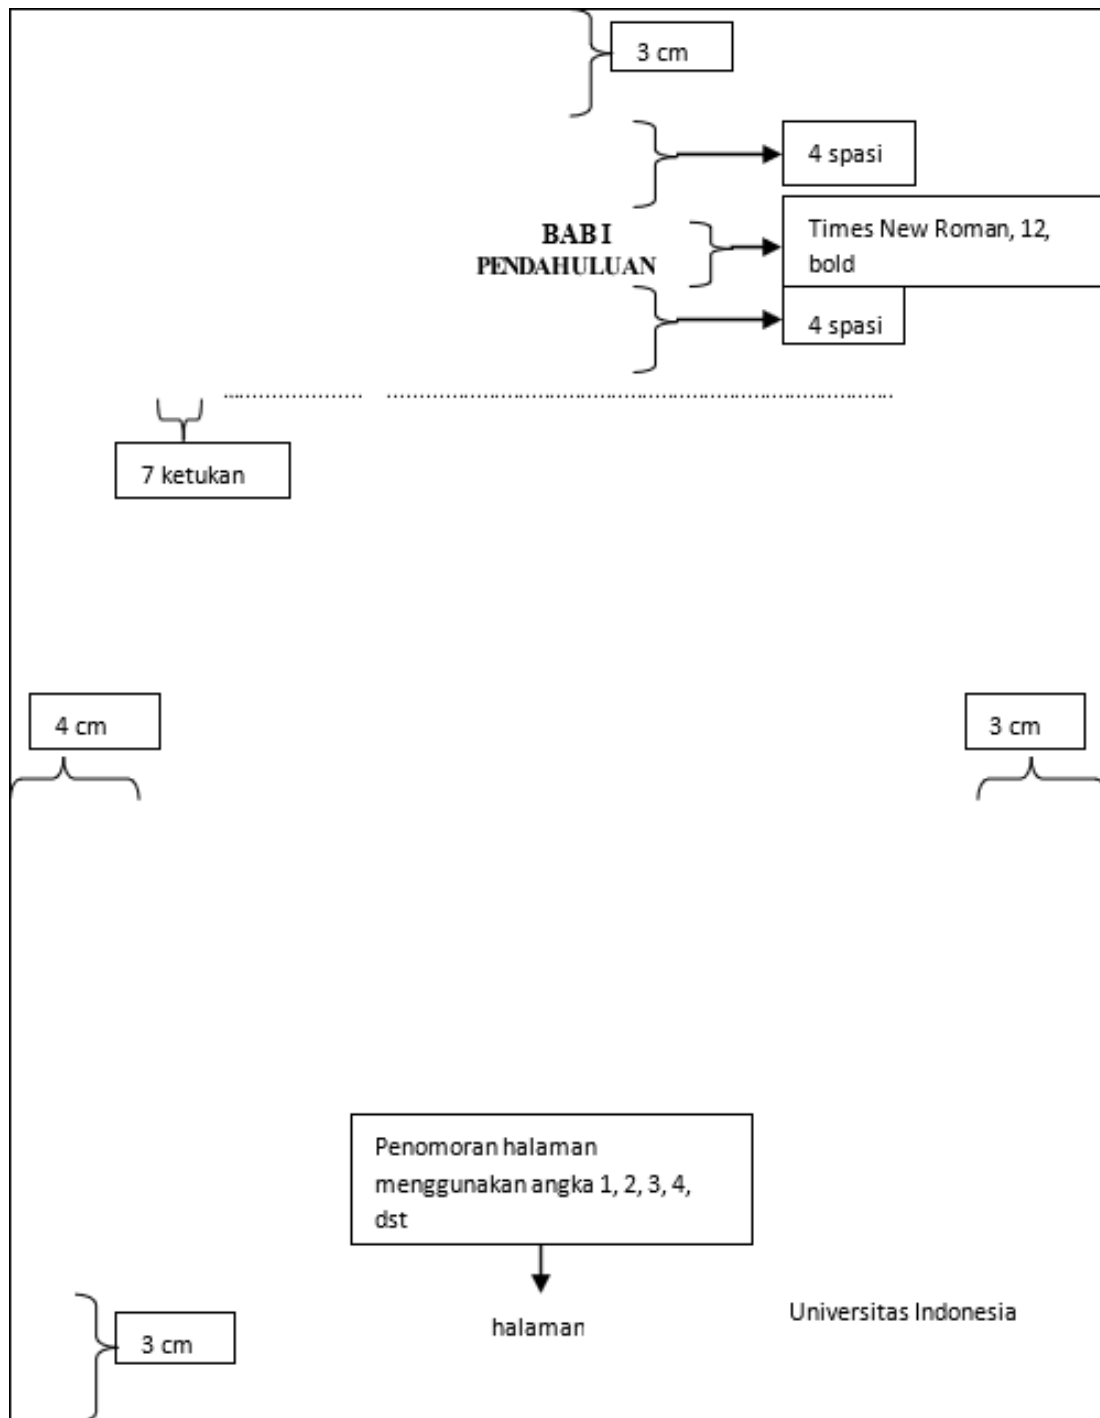 3 cm
4 spasi
BAB I
PENDAHULUAN
Times New Roman, 12,
bold
4 spasi
................... ........................................................................
7 ketukan
4 cm
3 cm
Penomoran halaman
menggunakan angka 1, 2, 3, 4,
dst
halaman
Universitas Indonesia
3 cm